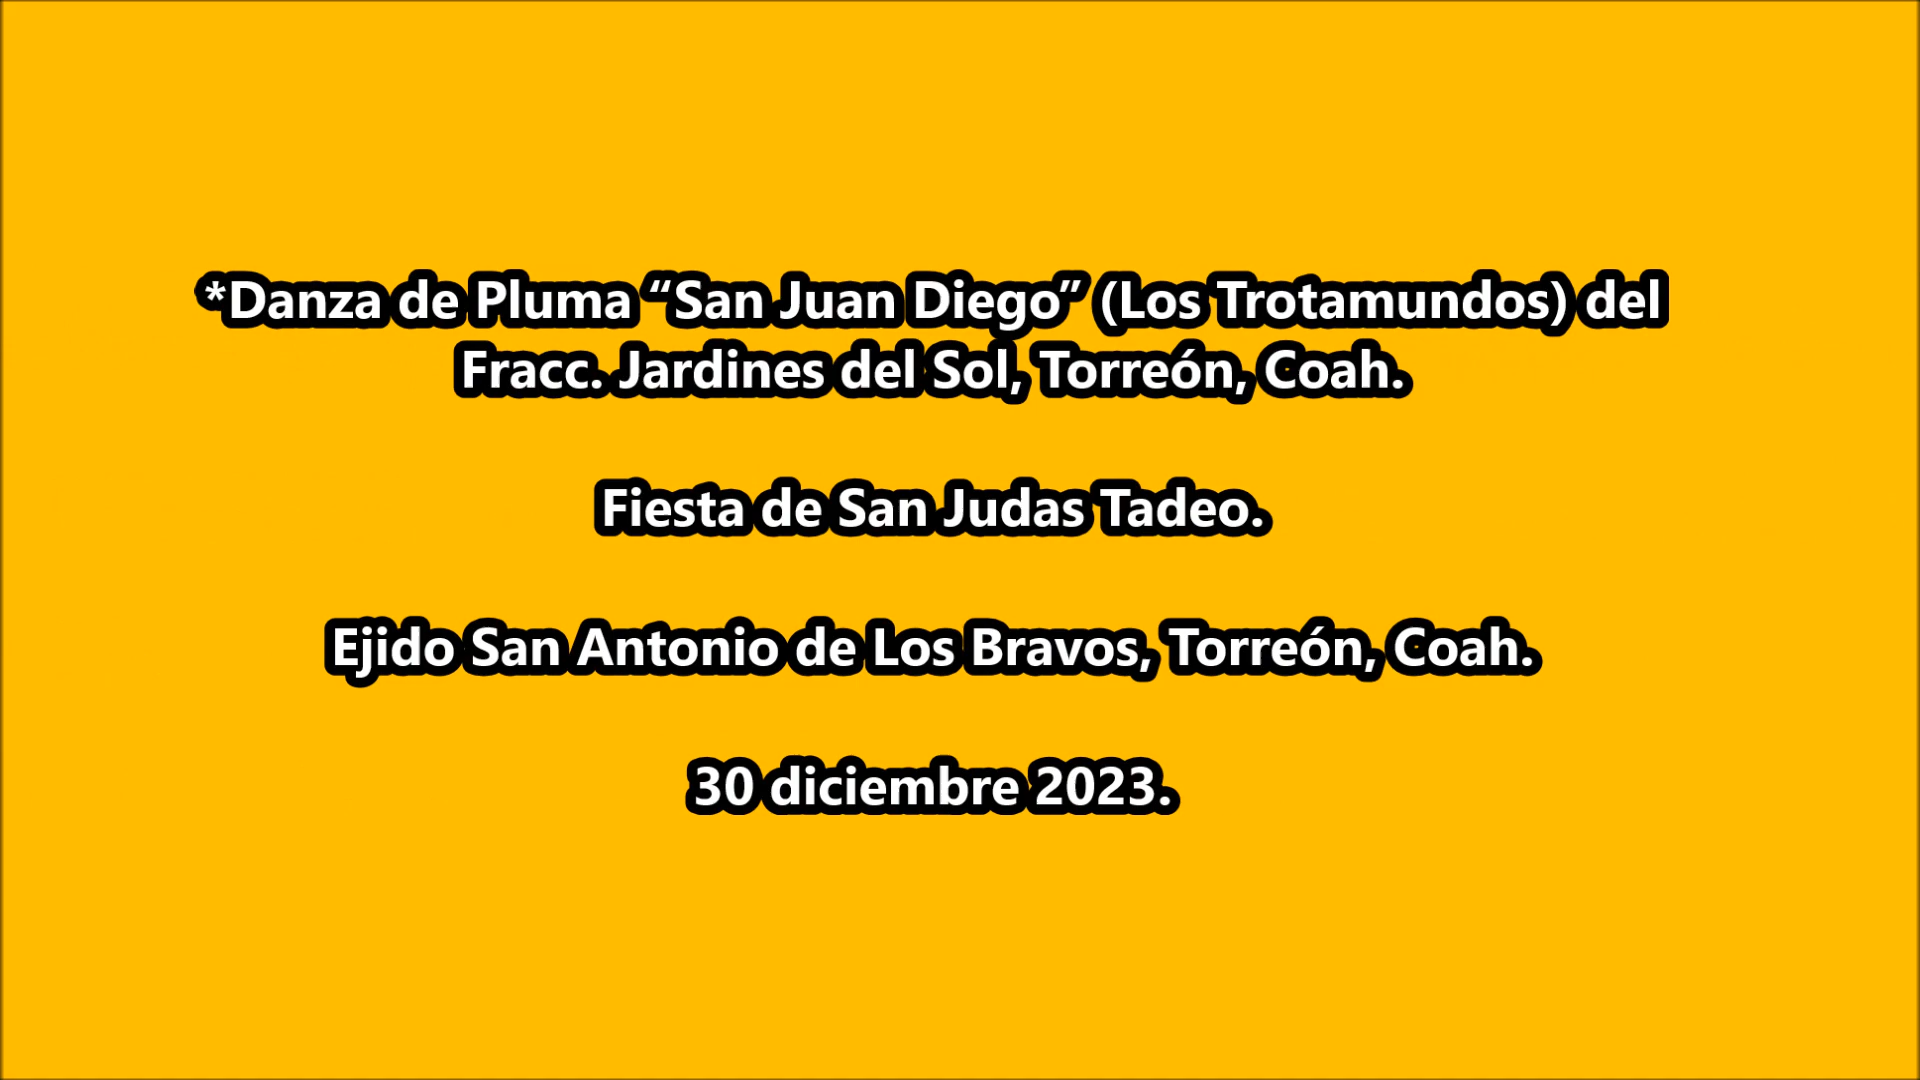 *Danza de Pluma “San Juan Diego” (Los Trotamundos) del
Fracc. Jardines del Sol, Torreón, Coah.
Fiesta de San Judas Tadeo.
Ejido San Antonio de Los Bravos, Torreón, Coah.
30 diciembre 2023.